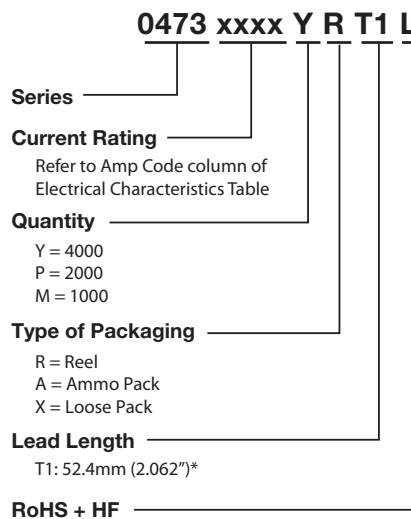 0473 xxxx Y R T1 L
Series
Current Rating
Refer to Amp Code column of
Electrical Characteristics Table
Quantity
Y = 4000
P = 2000
M = 1000
Type of Packaging
R = Reel
A = Ammo Pack
X = Loose Pack
Lead Length
T1: 52.4mm (2.062″)*
RoHS + HF